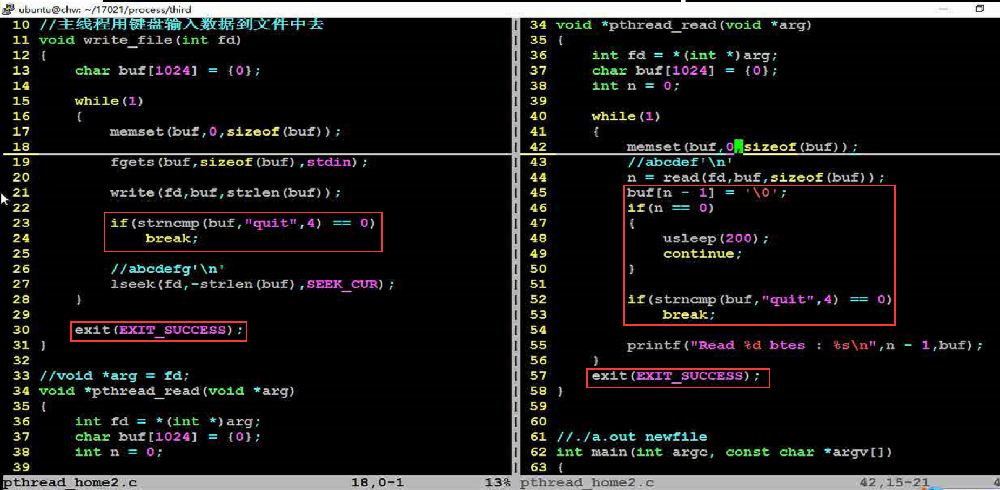 ubuntu@chw: ~/17021/process/third
10 //主线程用键盘输入数据到文件中去
11 void write_file(int fd)
12 {
13     char buf[1024] = {0};
14
15     while(1)
16     {
17         memset(buf,0,sizeof(buf));
18
19         fgets(buf,sizeof(buf),stdin);
20
21         write(fd,buf,strlen(buf));
22
23         if(strncmp(buf,"quit",4) == 0)
24             break;
25
26         //abcdefg'\n'
27         lseek(fd,-strlen(buf),SEEK_CUR);
28     }
29
30     exit(EXIT_SUCCESS);
31 }
32
33 //void *arg = fd;
34 void *pthread_read(void *arg)
35 {
36     int fd = *(int *)arg;
37     char buf[1024] = {0};
38     int n = 0;
39
pthread_home2.c 18,0-1 13%
34 void *pthread_read(void *arg)
35 {
36     int fd = *(int *)arg;
37     char buf[1024] = {0};
38     int n = 0;
39
40     while(1)
41     {
42         memset(buf,0,sizeof(buf));
43         //abcdef'\n'
44         n = read(fd,buf,sizeof(buf));
45         buf[n - 1] = '\0';
46         if(n == 0)
47         {
48             usleep(200);
49             continue;
50         }
51
52         if(strncmp(buf,"quit",4) == 0)
53             break;
54
55         printf("Read %d btes : %s\n",n - 1,buf);
56     }
57     exit(EXIT_SUCCESS);
58 }
59
60
61 //./a.out newfile
62 int main(int argc, const char *argv[])
63 {
pthread_home2.c 42,15-21